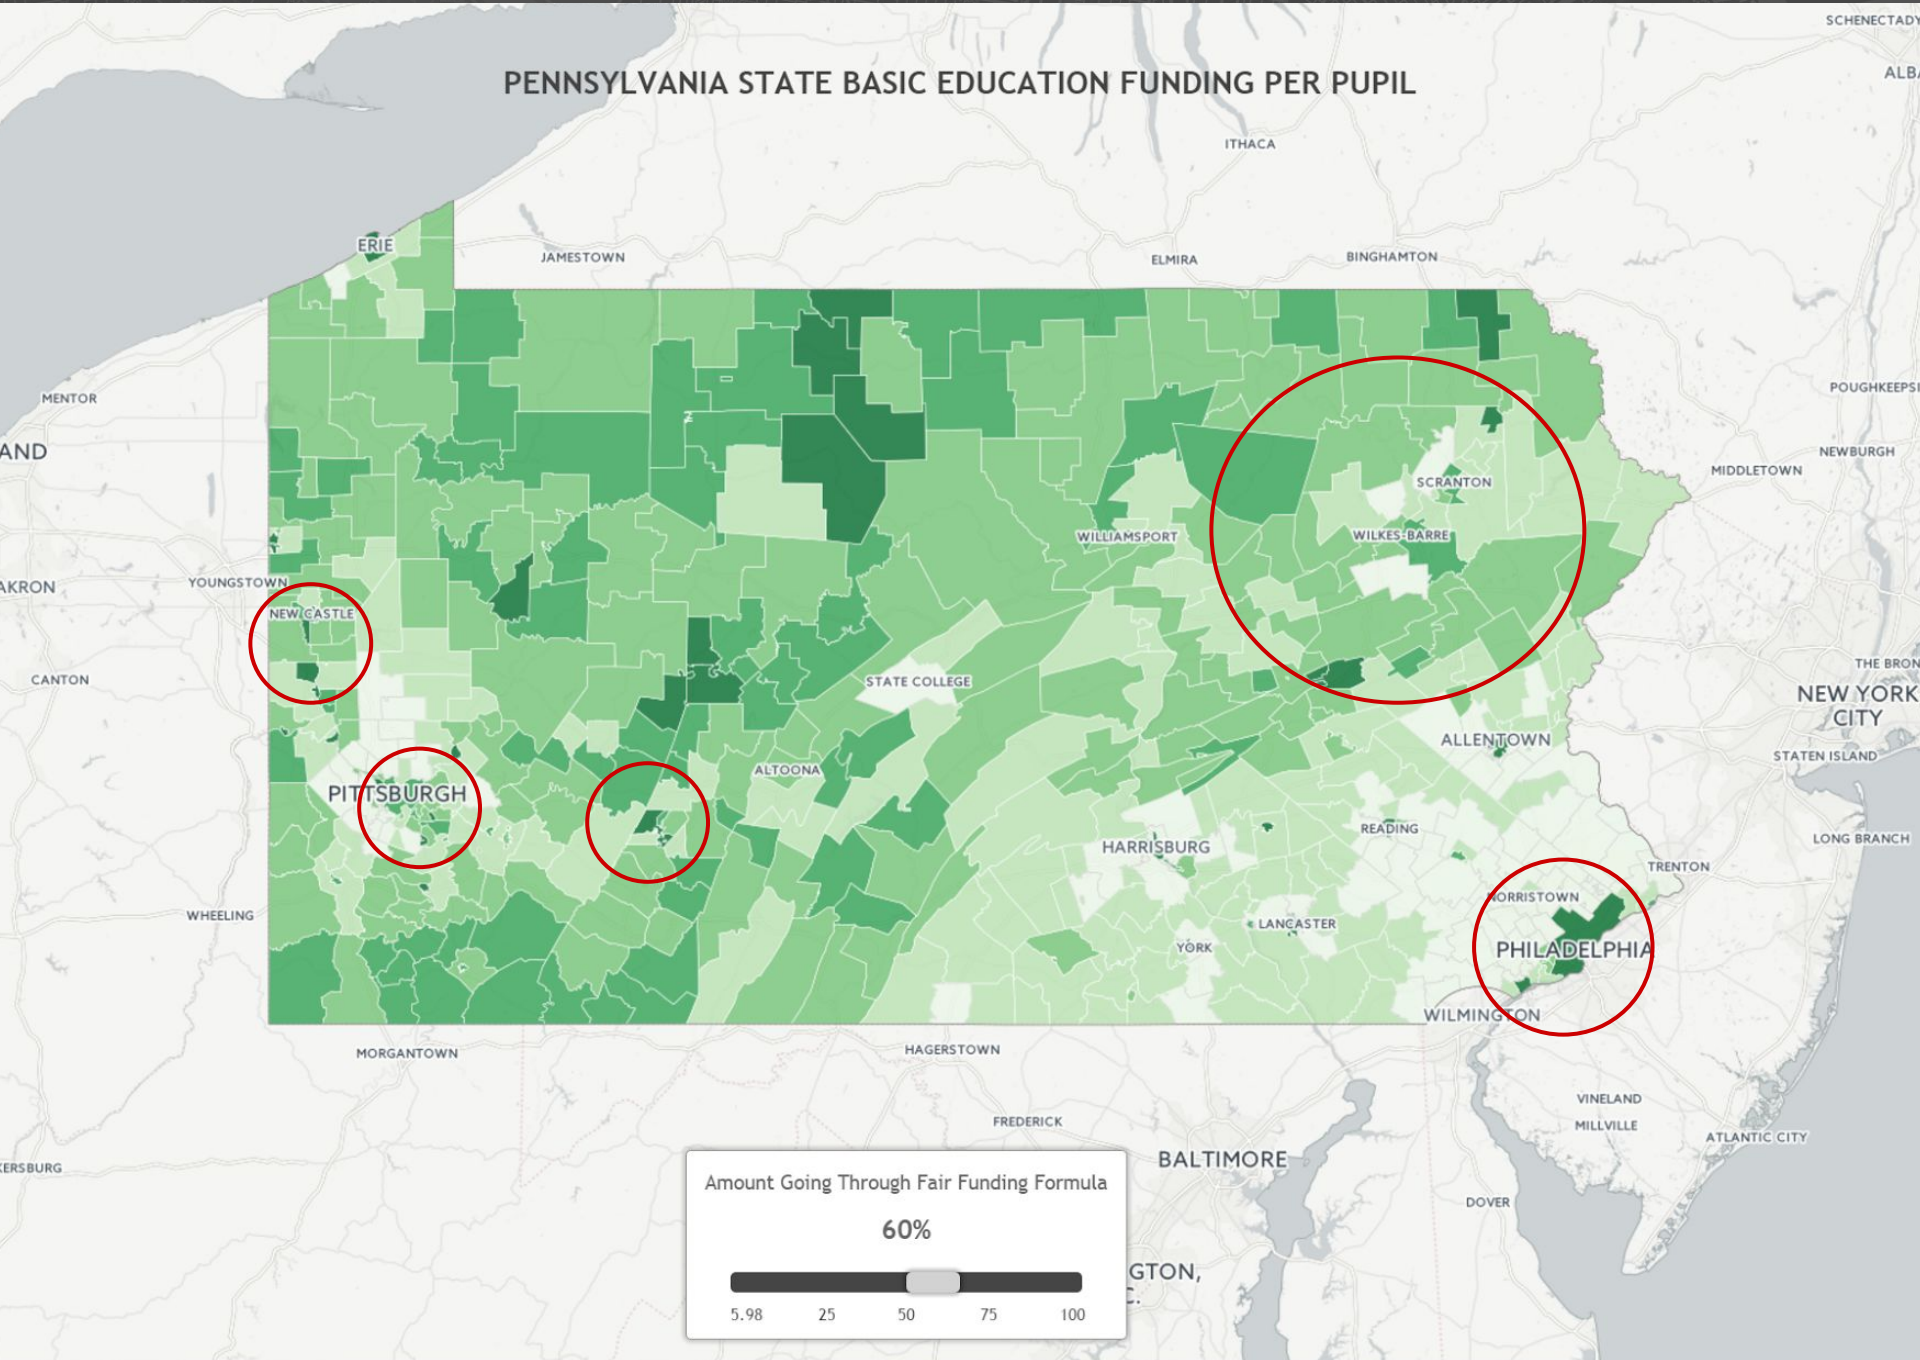 SCHENECTADY
ALBA
PENNSYLVANIA STATE BASIC EDUCATION FUNDING PER PUPIL
ITHACA
ERIE
JAMESTOWN
ELMIRA
BINGHAMTON
POUGHKEEPSI
MENTOR
AND
NEWBURGH
MIDDLETOWN
SCRANTON
WILLIAMSPORT
WILKES-BARRE
YOUNGSTOWN
AKRON
NEW CASTLE
THE BRON
CANTON
STATE COLLEGE
NEW YORK
CITY
ALLENTOWN
STATEN ISLAND
ALTOONA
PITTSBURGH
READING
LONG BRANCH
HARRISBURG
TRENTON
NORRISTOWN
WHEELING
LANCASTER
YORK
PHILADELPHIA
WILMINGTON
MORGANTOWN
HAGERSTOWN
VINELAND
FREDERICK
MILLVILLE
ATLANTIC CITY
BALTIMORE
KERSBURG
Amount Going Through Fair Funding Formula
DOVER
60%
GTON,
C.
5.98 25 50 75 100